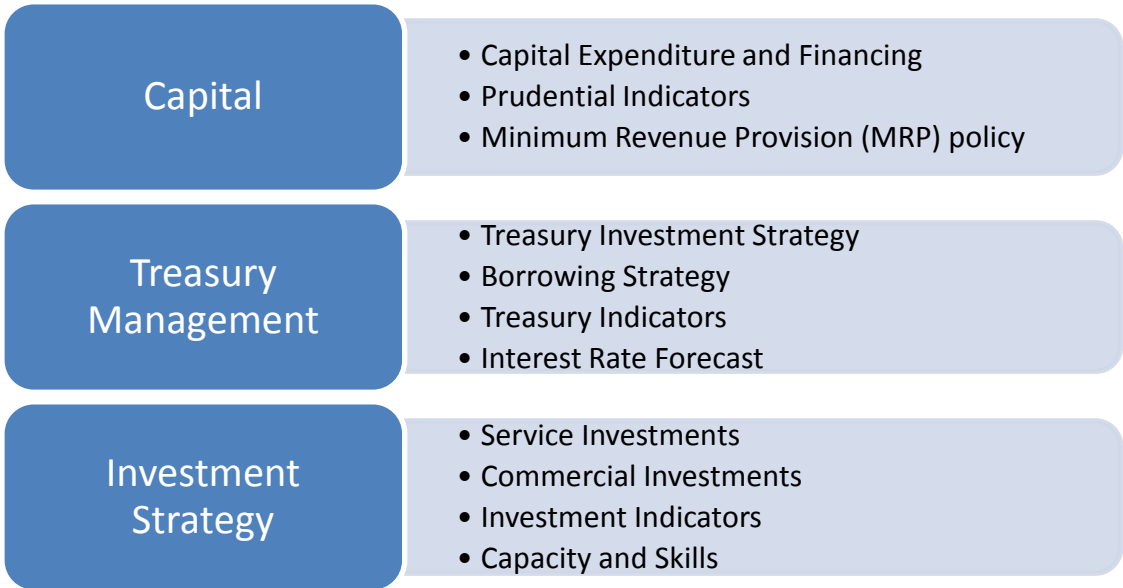 Capital
• Capital Expenditure and Financing
• Prudential Indicators
• Minimum Revenue Provision (MRP) policy
Treasury
Management
• Treasury Investment Strategy
• Borrowing Strategy
• Treasury Indicators
• Interest Rate Forecast
Investment
Strategy
• Service Investments
• Commercial Investments
• Investment Indicators
• Capacity and Skills